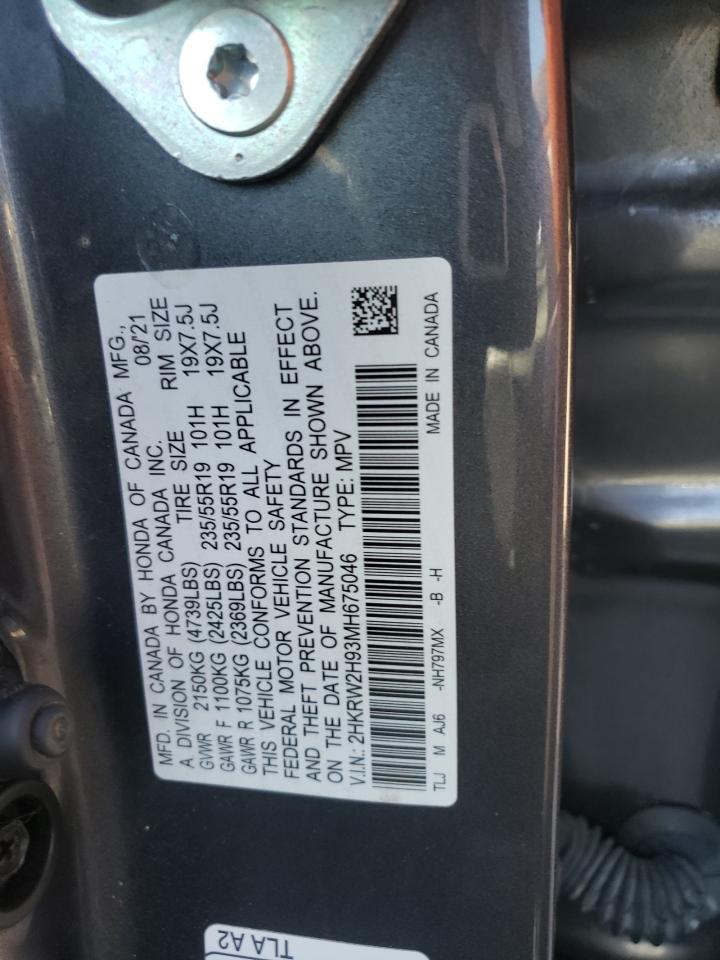 MFD. IN CANADA BY HONDA OF CANADA MFG.,
A DIVISION OF HONDA CANADA INC. 08/'21
GVWR 2150KG (4739LBS) TIRE SIZE RIM SIZE
GAWR F 1100KG (2425LBS) 235/55R19 101H 19X7.5J
GAWR R 1075KG (2369LBS) 235/55R19 101H 19X7.5J
THIS VEHICLE CONFORMS TO ALL APPLICABLE
FEDERAL MOTOR VEHICLE SAFETY
AND THEFT PREVENTION STANDARDS IN EFFECT
ON THE DATE OF MANUFACTURE SHOWN ABOVE.
V.I.N.: 2HKRW2H93MH675046 TYPE: MPV
TLJ M AJ6 -NH797MX -B -H MADE IN CANADA
TLA A2